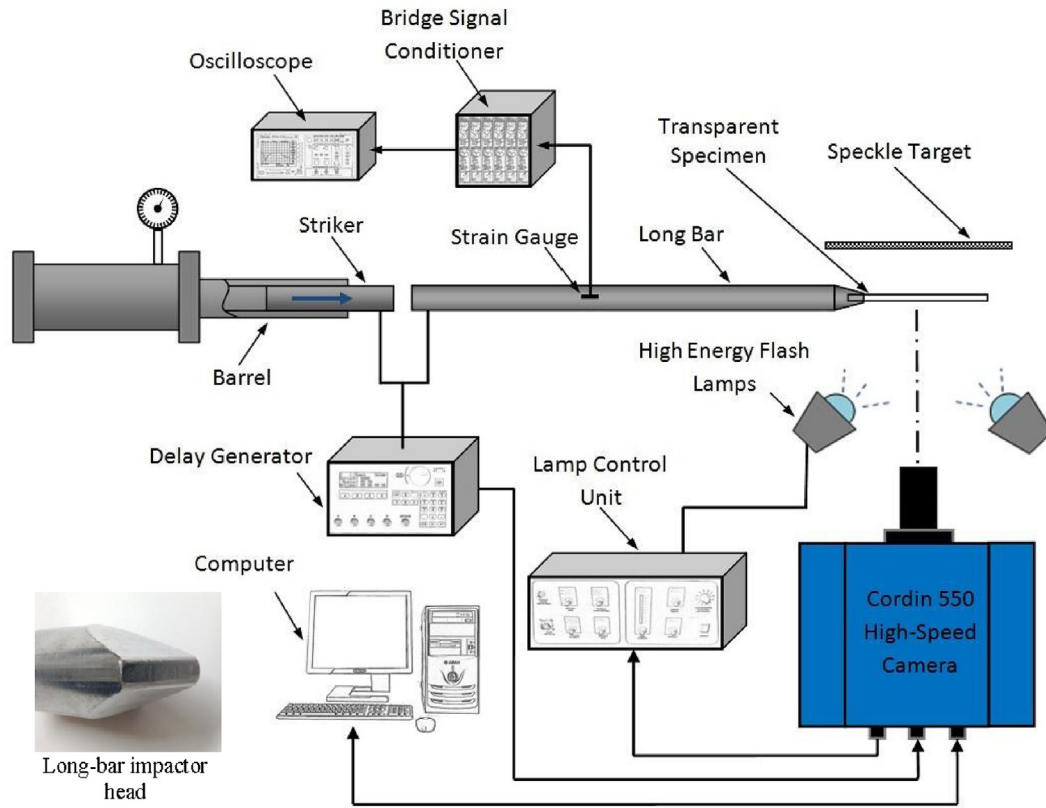 Bridge Signal
Conditioner
Oscilloscope
Transparent
Specimen
Speckle Target
Striker
Strain Gauge
Long Bar
Barrel
High Energy Flash
Lamps
Delay Generator
Lamp Control
Unit
Computer
Cordin 550
High-Speed
Camera
Long-bar impactor
head